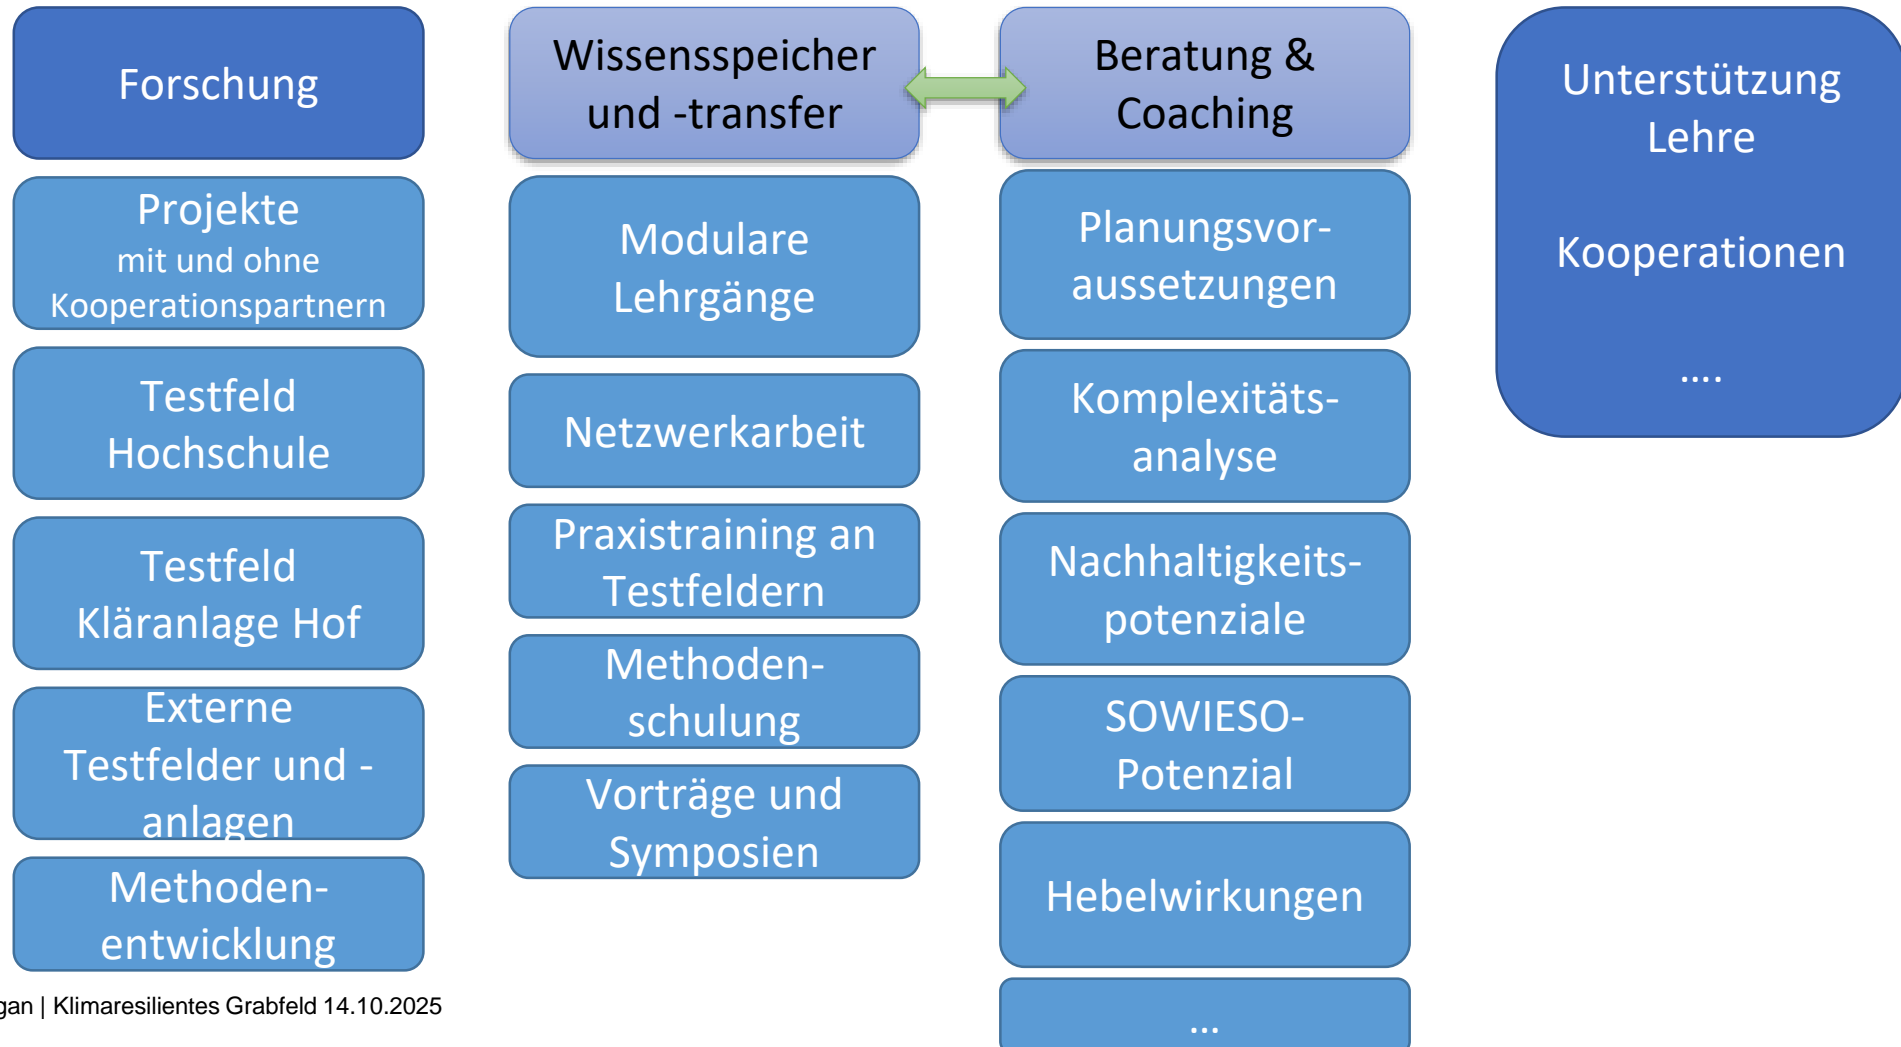 Forschung
Projekte
mit und ohne
Kooperationspartnern
Testfeld
Hochschule
Testfeld
Kläranlage Hof
Externe
Testfelder und -
anlagen
Methoden-
entwicklung
Wissensspeicher
und -transfer
Modulare
Lehrgänge
Netzwerkarbeit
Praxistraining an
Testfeldern
Methoden-
schulung
Vorträge und
Symposien
Beratung &
Coaching
Planungsvor-
aussetzungen
Komplexitäts-
analyse
Nachhaltigkeits-
potenziale
SOWIESO-
Potenzial
Hebelwirkungen
...
Unterstützung
Lehre
Kooperationen
....
gan | Klimaresilientes Grabfeld 14.10.2025